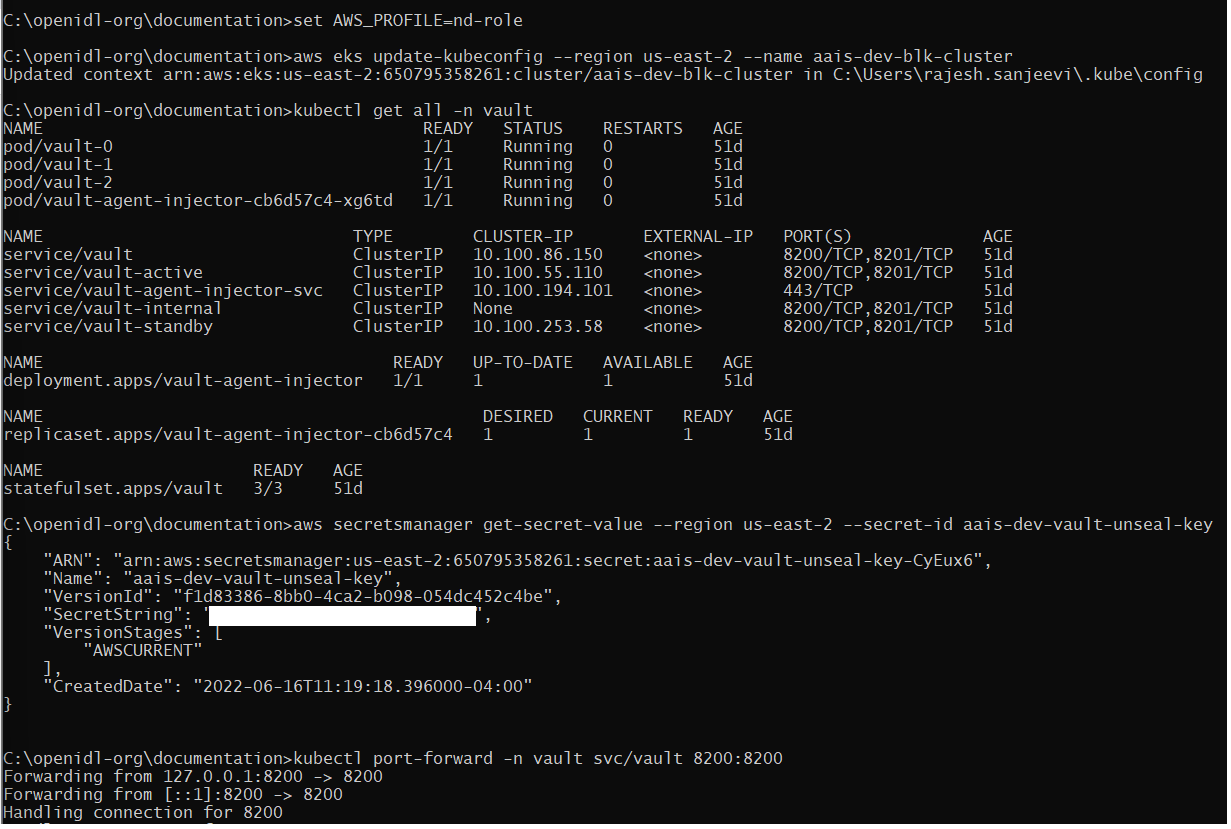 C:\openidl-org\documentation>set AWS_PROFILE=nd-role
C:\openidl-org\documentation>aws eks update-kubeconfig --region us-east-2 --name aais-dev-blk-cluster
Updated context arn:aws:eks:us-east-2:650795358261:cluster/aais-dev-blk-cluster in C:\Users\rajesh.sanjeevi\.kube\config
C:\openidl-org\documentation>kubectl get all -n vault
NAME READY STATUS RESTARTS AGE
pod/vault-0 1/1 Running 0 51d
pod/vault-1 1/1 Running 0 51d
pod/vault-2 1/1 Running 0 51d
pod/vault-agent-injector-cb6d57c4-xg6td 1/1 Running 0 51d
NAME TYPE CLUSTER-IP EXTERNAL-IP PORT(S) AGE
service/vault ClusterIP 10.100.86.150 <none> 8200/TCP,8201/TCP 51d
service/vault-active ClusterIP 10.100.55.110 <none> 8200/TCP,8201/TCP 51d
service/vault-agent-injector-svc ClusterIP 10.100.194.101 <none> 443/TCP 51d
service/vault-internal ClusterIP None <none> 8200/TCP,8201/TCP 51d
service/vault-standby ClusterIP 10.100.253.58 <none> 8200/TCP,8201/TCP 51d
NAME READY UP-TO-DATE AVAILABLE AGE
deployment.apps/vault-agent-injector 1/1 1 1 51d
NAME DESIRED CURRENT READY AGE
replicaset.apps/vault-agent-injector-cb6d57c4 1 1 1 51d
NAME READY AGE
statefulset.apps/vault 3/3 51d
C:\openidl-org\documentation>aws secretsmanager get-secret-value --region us-east-2 --secret-id aais-dev-vault-unseal-key
{
"ARN": "arn:aws:secretsmanager:us-east-2:650795358261:secret:aais-dev-vault-unseal-key-CyEux6",
"Name": "aais-dev-vault-unseal-key",
"VersionId": "f1d83386-8bb0-4ca2-b098-054dc452c4be",
"SecretString": "",
"VersionStages": [
"AWSCURRENT"
],
"CreatedDate": "2022-06-16T11:19:18.396000-04:00"
}
C:\openidl-org\documentation>kubectl port-forward -n vault svc/vault 8200:8200
Forwarding from 127.0.0.1:8200 -> 8200
Forwarding from [::1]:8200 -> 8200
Handling connection for 8200